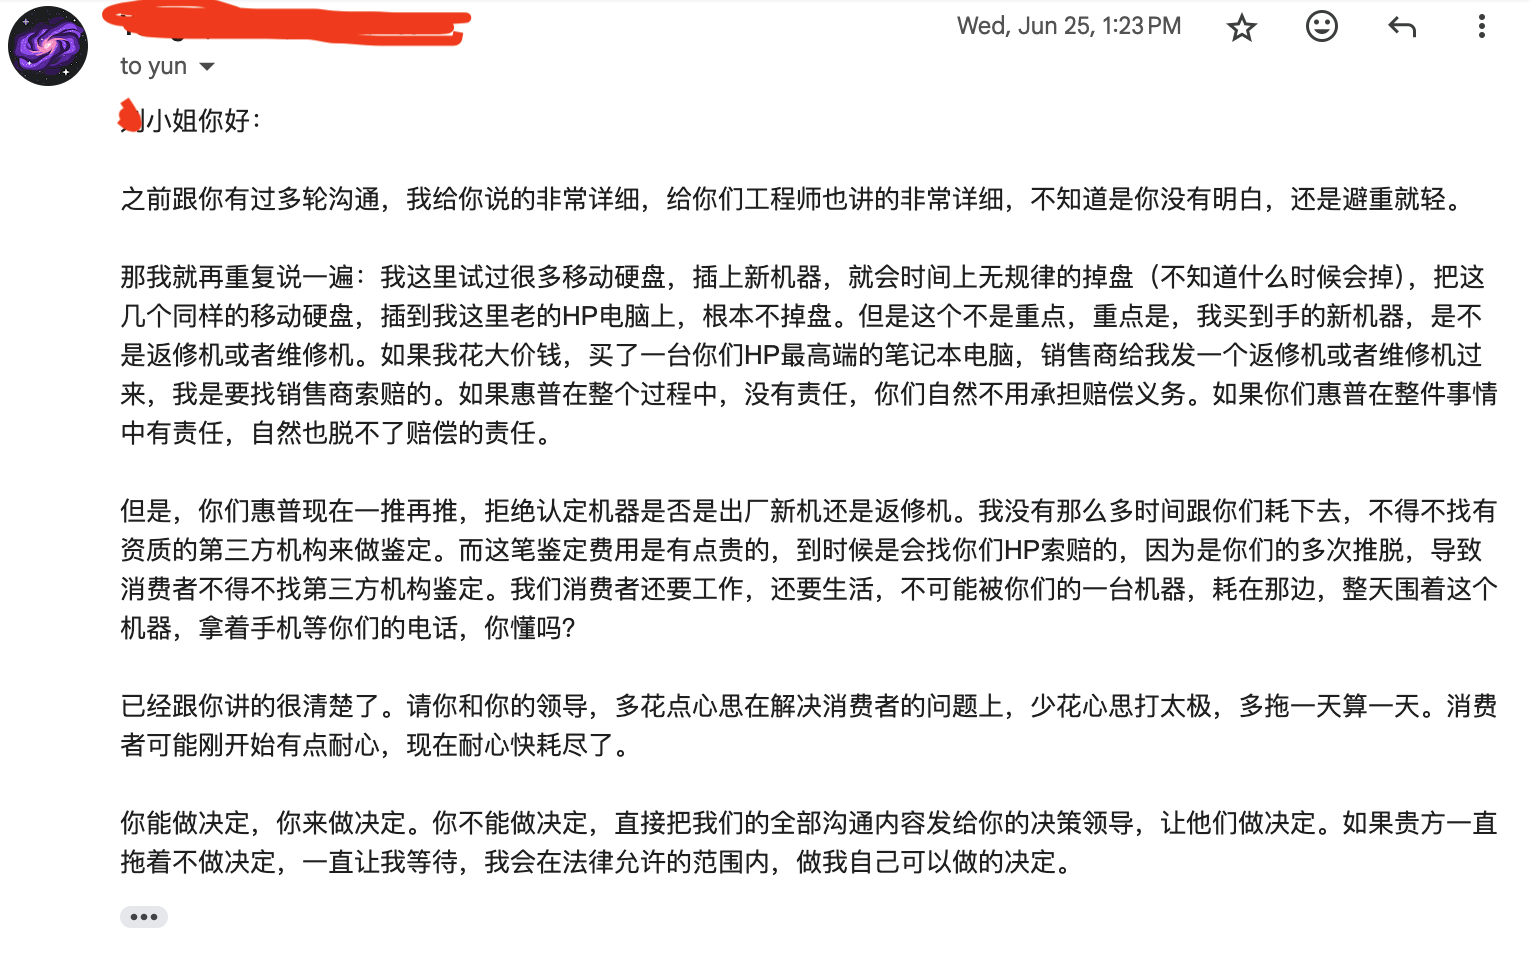 Wed, Jun 25, 1:23 PM
to yun
小姐你好：
之前跟你有过多轮沟通，我给你说的非常详细，给你们工程师也讲的非常详细，不知道是你没有明白，还是避重就轻。
那我就再重复说一遍：我这里试过很多移动硬盘，插上新机器，就会时间上无规律的掉盘（不知道什么时候会掉），把这
几个同样的移动硬盘，插到我这里老的HP电脑上，根本不掉盘。但是这个不是重点，重点是，我买到手的新机器，是不
是返修机或者维修机。如果我花大价钱，买了一台你们HP最高端的笔记本电脑，销售商给我发一个返修机或者维修机过
来，我是要找销售商索赔的。如果惠普在整个过程中，没有责任，你们自然不用承担赔偿义务。如果你们惠普在整件事情
中有责任，自然也脱不了赔偿的责任。
但是，你们惠普现在一推再推，拒绝认定机器是否是出厂新机还是返修机。我没有那么多时间跟你们耗下去，不得不找有
资质的第三方机构来做鉴定。而这笔鉴定费用是有点贵的，到时候是会找你们HP索赔的，因为是你们的多次推脱，导致
消费者不得不找第三方机构鉴定。我们消费者还要工作，还要生活，不可能被你们的一台机器，耗在那边，整天围着这个
机器，拿着手机等你们的电话，你懂吗？
已经跟你讲的很清楚了。请你和你的领导，多花点心思在解决消费者的问题上，少花心思打太极，多拖一天算一天。消费
者可能刚开始有点耐心，现在耐心快耗尽了。
你能做决定，你来做决定。你不能做决定，直接把我们的全部沟通内容发给你的决策领导，让他们做决定。如果贵方一直
拖着不做决定，一直让我等待，我会在法律允许的范围内，做我自己可以做的决定。